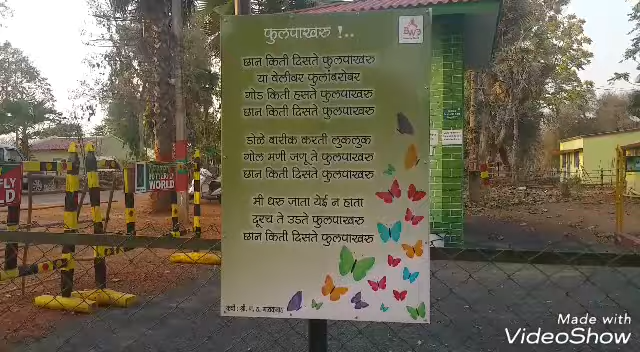 फुलपाखरु !..
छान किती दिसते फुलपाखरु
या वेलीवर फुलांबरोबर
गोड किती हसते फुलपाखरु
छान किती दिसते फुलपाखरु
डोळे बारीक करती लुकलुक
गोल मणी जणू ते फुलपाखरु
छान किती दिसते फुलपाखरु
मी धरु जाता येई न हाता
दूरच ते उडते फुलपाखरु
छान किती दिसते फुलपाखरु
WORLD
Made with
VideoShow